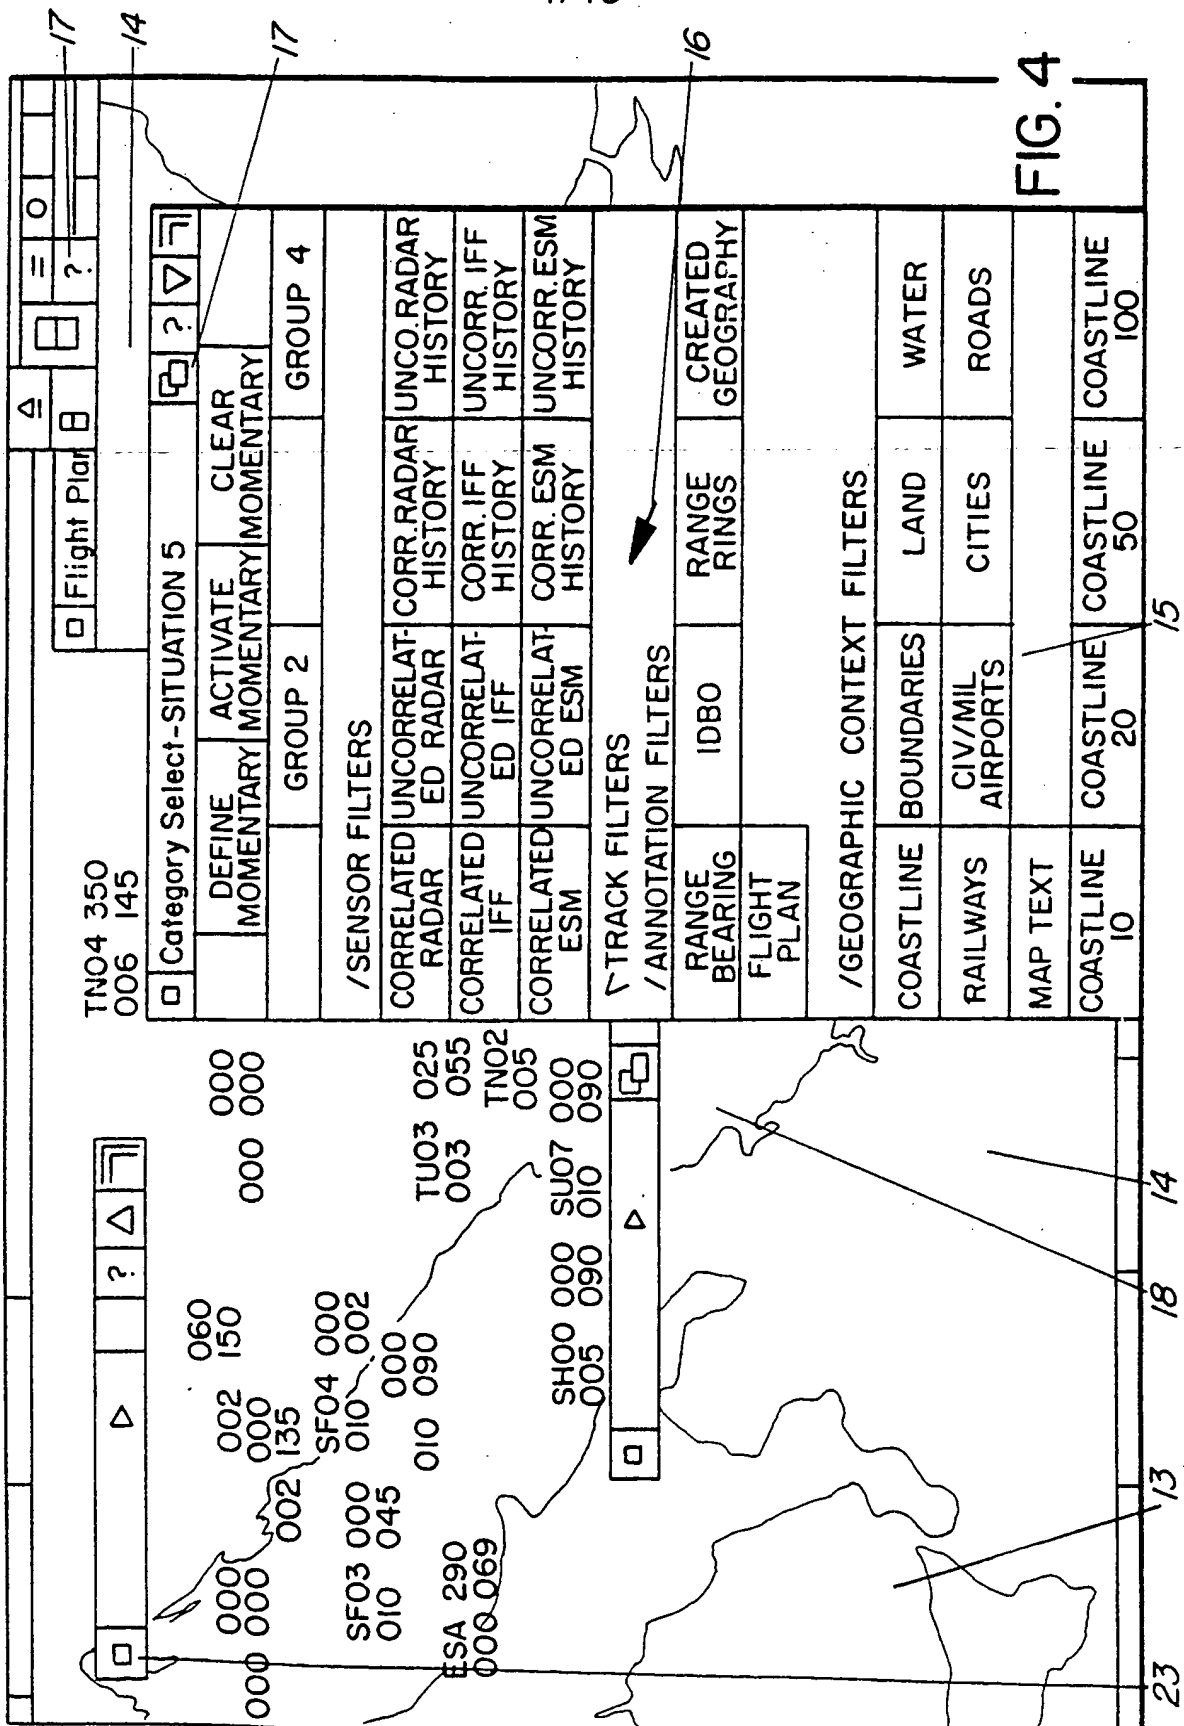 17
14
17
16
□ Flight Plan
?
TN04 350
006 145
?
□ Category Select-SITUATION 5
?
DEFINE MOMENTARY
ACTIVATE MOMENTARY
CLEAR MOMENTARY
GROUP 2
GROUP 4
/SENSOR FILTERS
CORRELATED RADAR
UNCORRELAT-ED RADAR
CORR. RADAR HISTORY
UNCO. RADAR HISTORY
CORRELATED IFF
UNCORRELAT-ED IFF
CORR. IFF HISTORY
UNCORR. IFF HISTORY
CORRELATED ESM
UNCORRELAT-ED ESM
CORR. ESM HISTORY
UNCORR. ESM HISTORY
TRACK FILTERS
/ANNOTATION FILTERS
RANGE BEARING
IDBO
RANGE RINGS
CREATED GEOGRAPHY
FLIGHT PLAN
/GEOGRAPHIC CONTEXT FILTERS
COASTLINE
BOUNDARIES
LAND
WATER
RAILWAYS
CIV/MIL AIRPORTS
CITIES
ROADS
MAP TEXT
COASTLINE 10
COASTLINE 20
COASTLINE 50
COASTLINE 100
060
150
000
000 000
002
000
135
002
000
000 000
000
SF04 000
010 002
000
010 090
SF03 000
010 045
ESA 290
000 069
TU03 025
003 055
TN02
005
SH00 000
005 090
SU07 000
010 090
23
13
18
14
15
FIG. 4